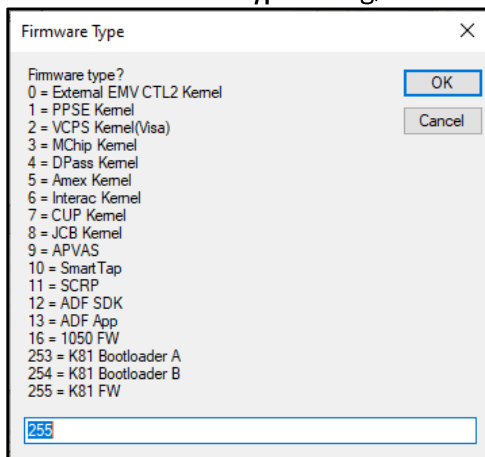 Firmware Type
Firmware type?
0 = External EMV CTL2 Kernel
1 = PPSE Kernel
2 = VCPS Kernel(Visa)
3 = MChip Kernel
4 = DPass Kernel
5 = Amex Kernel
6 = Interac Kernel
7 = CUP Kernel
8 = JCB Kernel
9 = APVAS
10 = SmartTap
11 = SCRP
12 = ADF SDK
13 = ADF App
16 = 1050 FW
253 = K81 Bootloader A
254 = K81 Bootloader B
255 = K81 FW
OK
Cancel
255